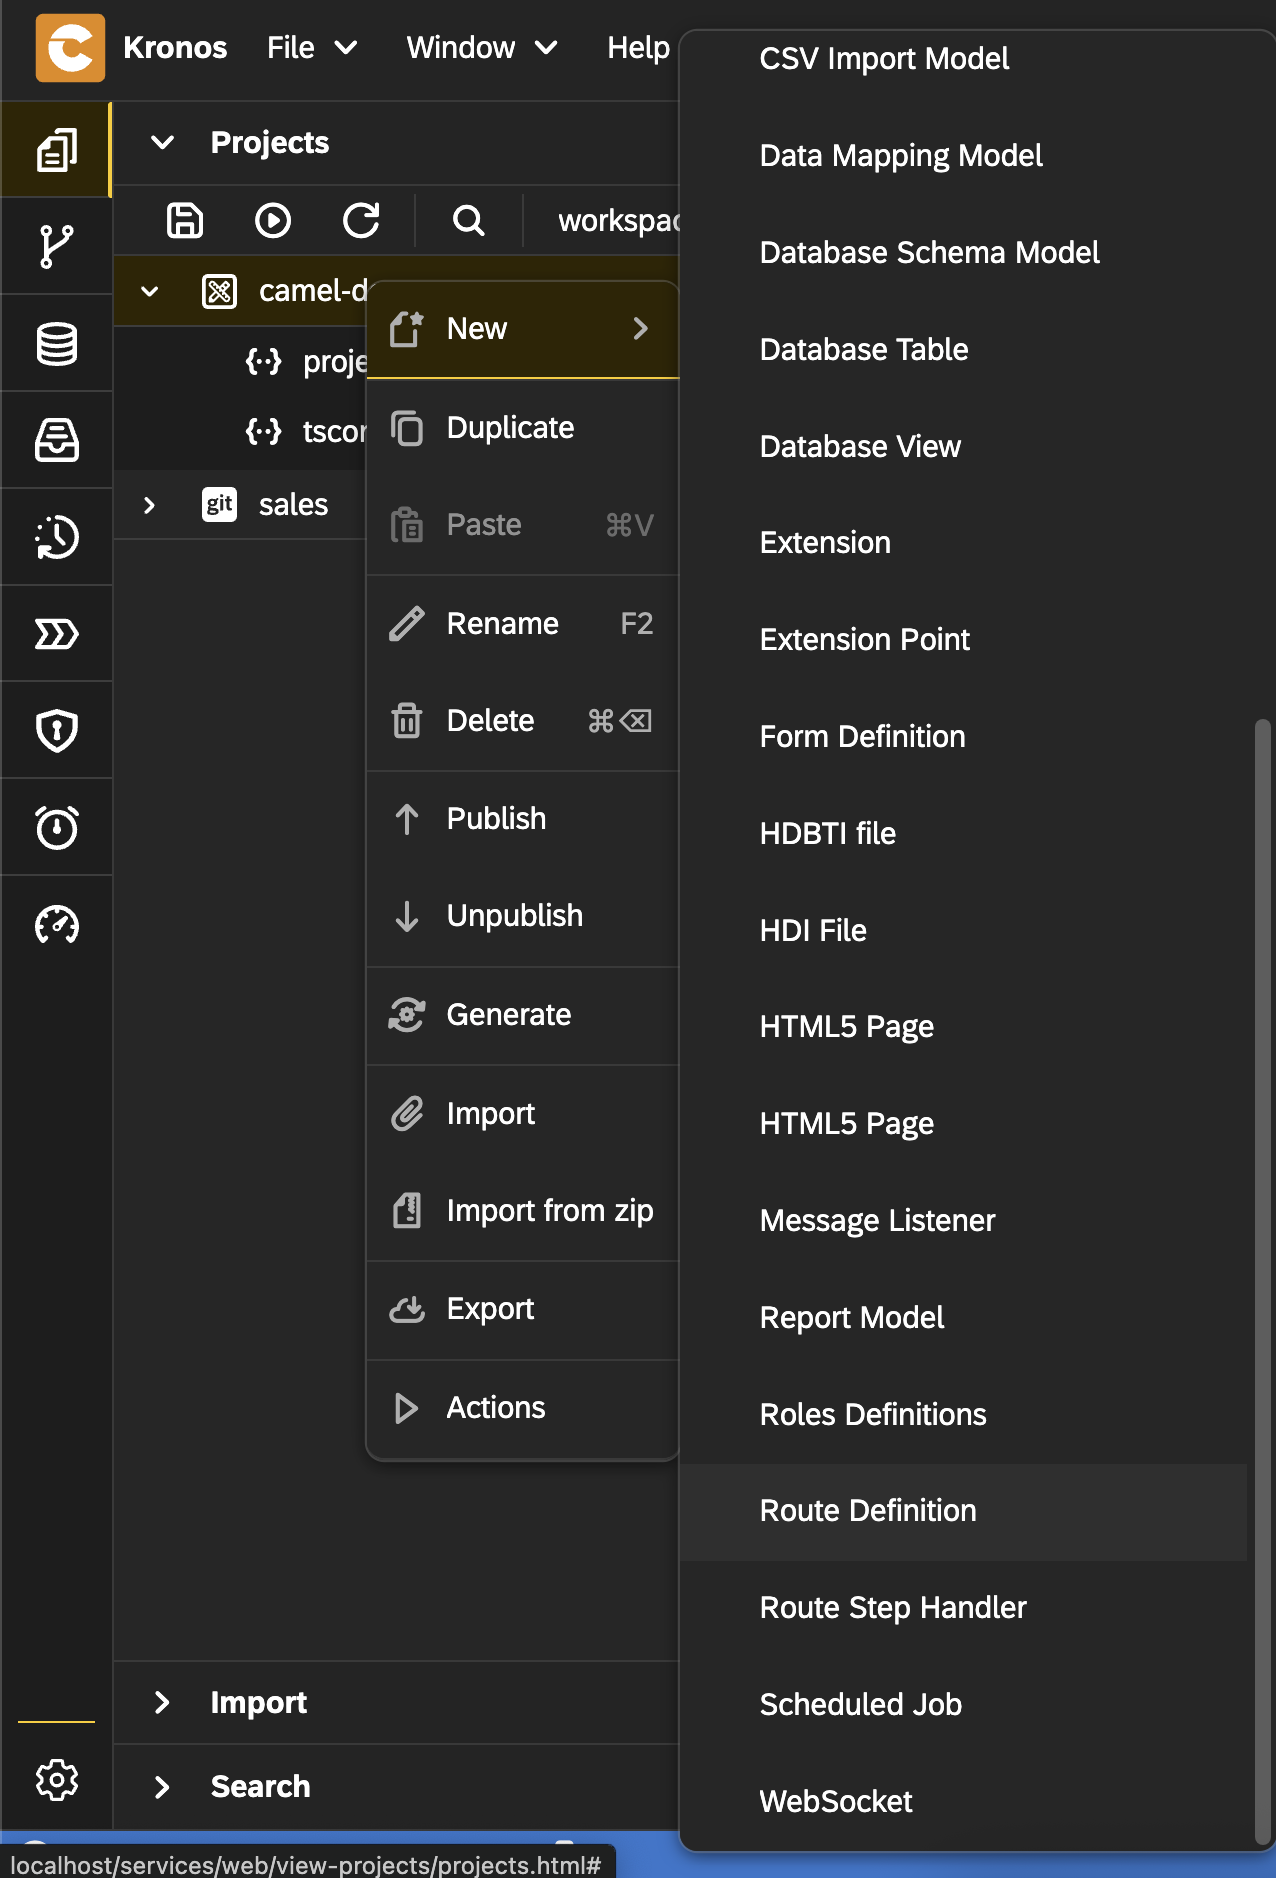 Kronos File Window Help
Projects
workspac
camel-d
proje
tscor
git sales
New
Duplicate
Paste ⌘V
Rename F2
Delete ⌘⌫
Publish
Unpublish
Generate
Import
Import from zip
Export
Actions
CSV Import Model
Data Mapping Model
Database Schema Model
Database Table
Database View
Extension
Extension Point
Form Definition
HDBTI file
HDI File
HTML5 Page
HTML5 Page
Message Listener
Report Model
Roles Definitions
Route Definition
Route Step Handler
Scheduled Job
WebSocket
Import
Search
localhost/services/web/view-projects/projects.html#